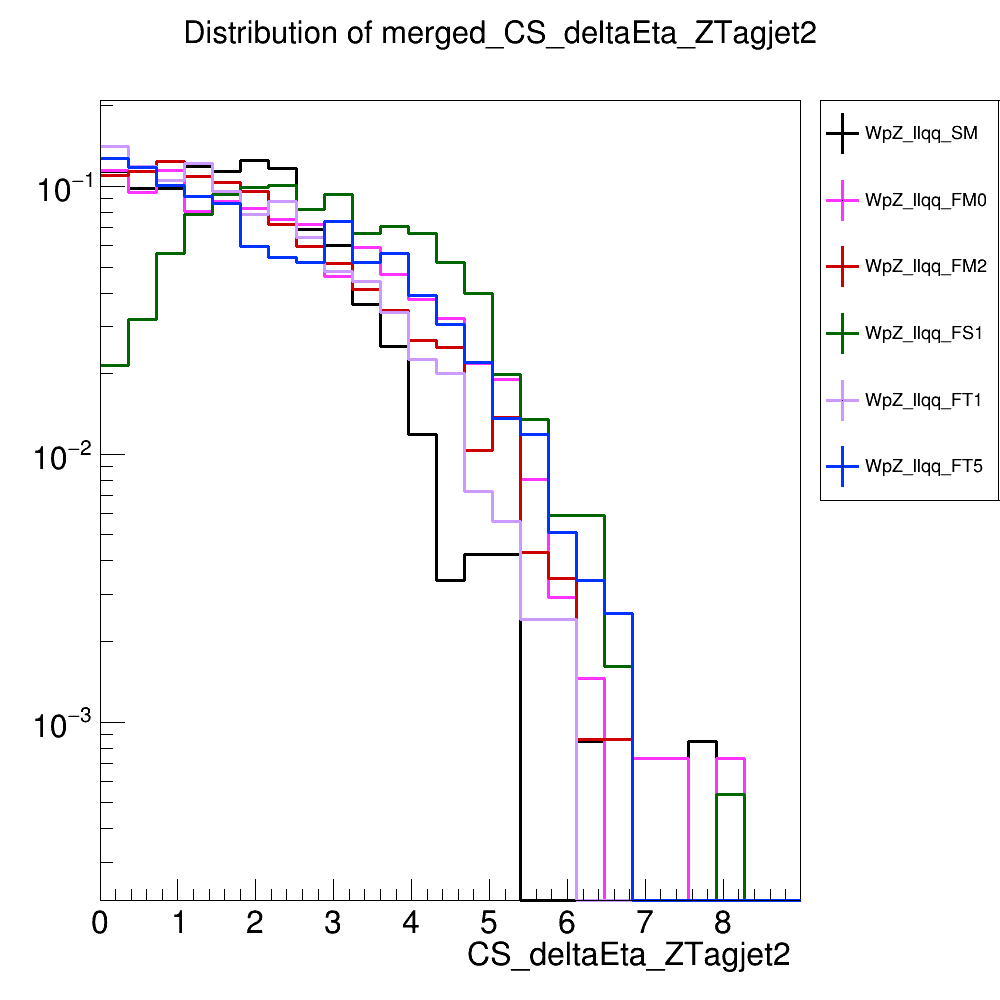 Distribution of merged_CS_deltaEta_ZTagjet2
10⁻¹
10⁻²
10⁻³
0 1 2 3 4 5 6 7 8
CS_deltaEta_ZTagjet2
WpZ_llqq_SM
WpZ_llqq_FM0
WpZ_llqq_FM2
WpZ_llqq_FS1
WpZ_llqq_FT1
WpZ_llqq_FT5